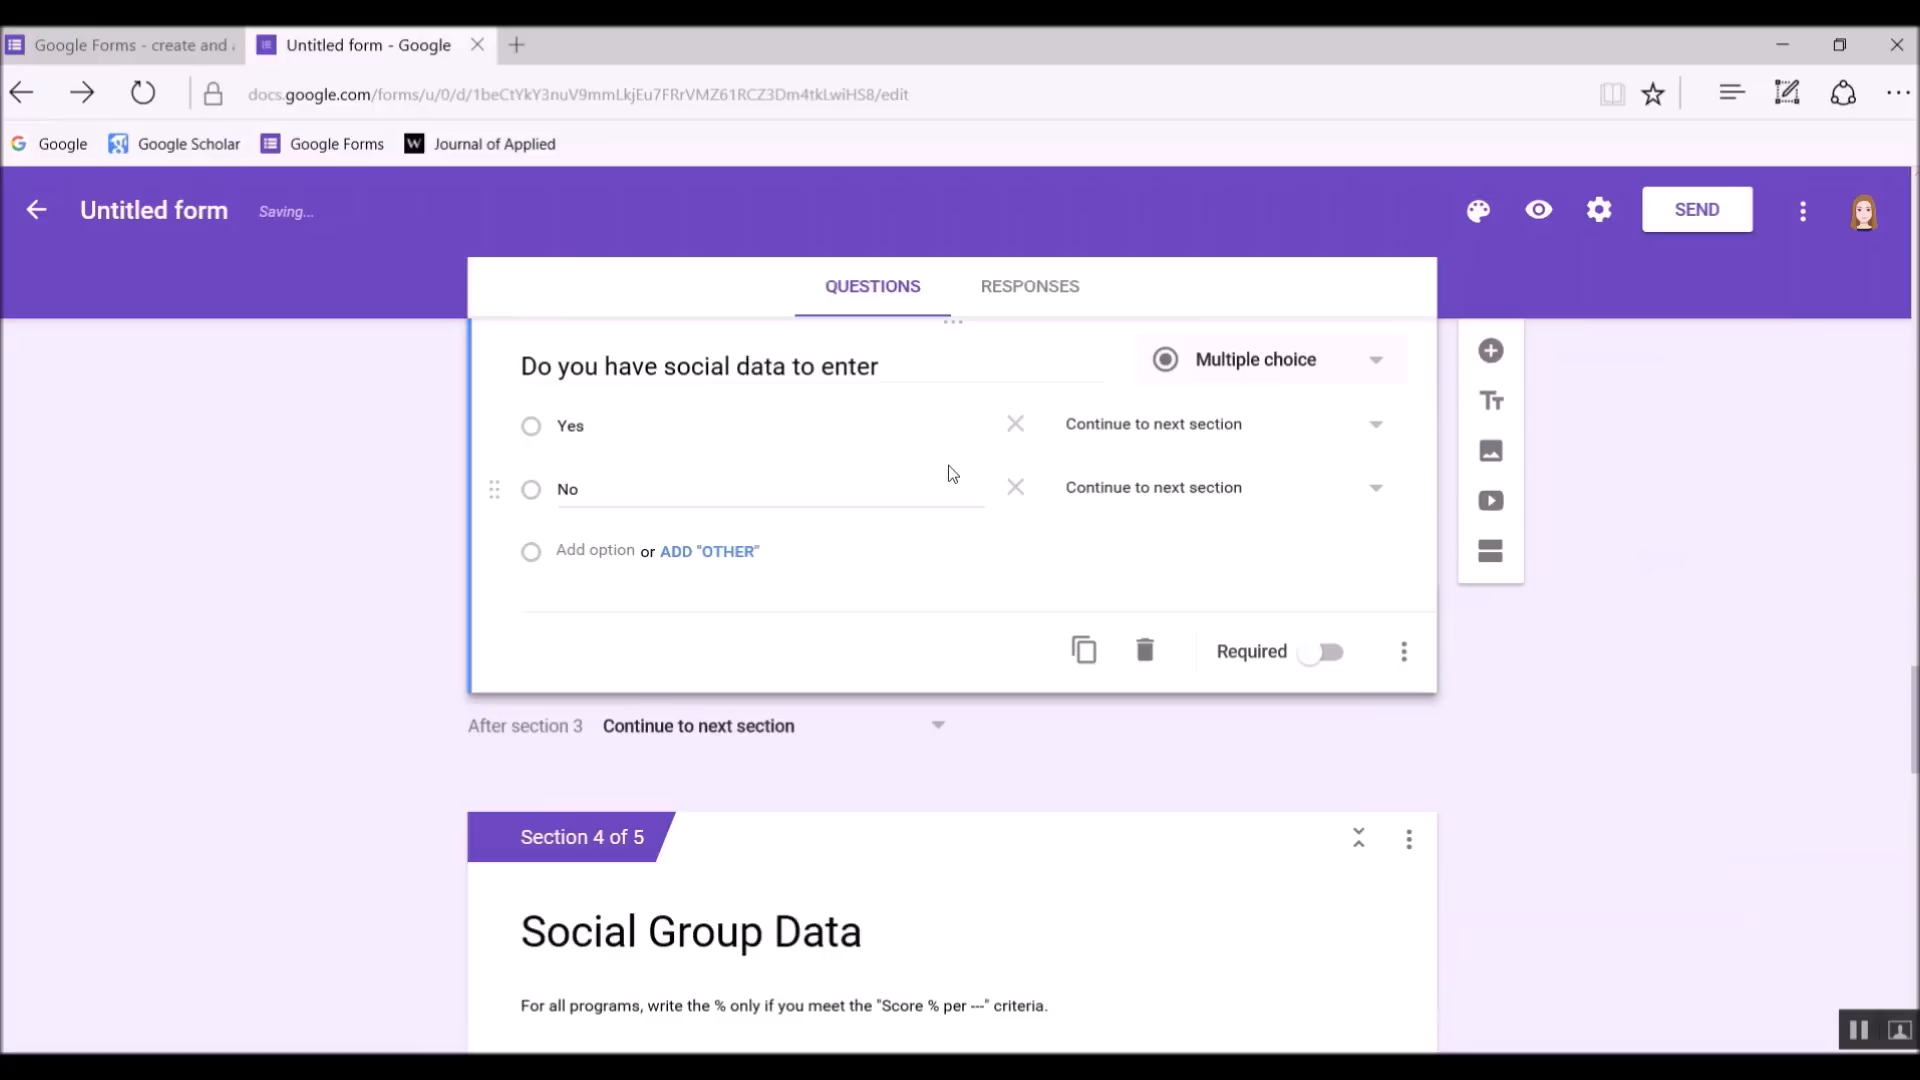 Google Forms - create and
Untitled form - Google
docs.google.com/forms/u/0/d/1beCtYkY3nuV9mmLkjEu7FRrVMZ61RCZ3Dm4tkLwiHS8/edit
Google
Google Scholar
Google Forms
W
Journal of Applied
Untitled form
Saving...
SEND
QUESTIONS
RESPONSES
Do you have social data to enter
Multiple choice
Yes
Continue to next section
No
Continue to next section
Add option or ADD "OTHER"
Required
After section 3 Continue to next section
Section 4 of 5
Social Group Data
For all programs, write the % only if you meet the "Score % per ---" criteria.